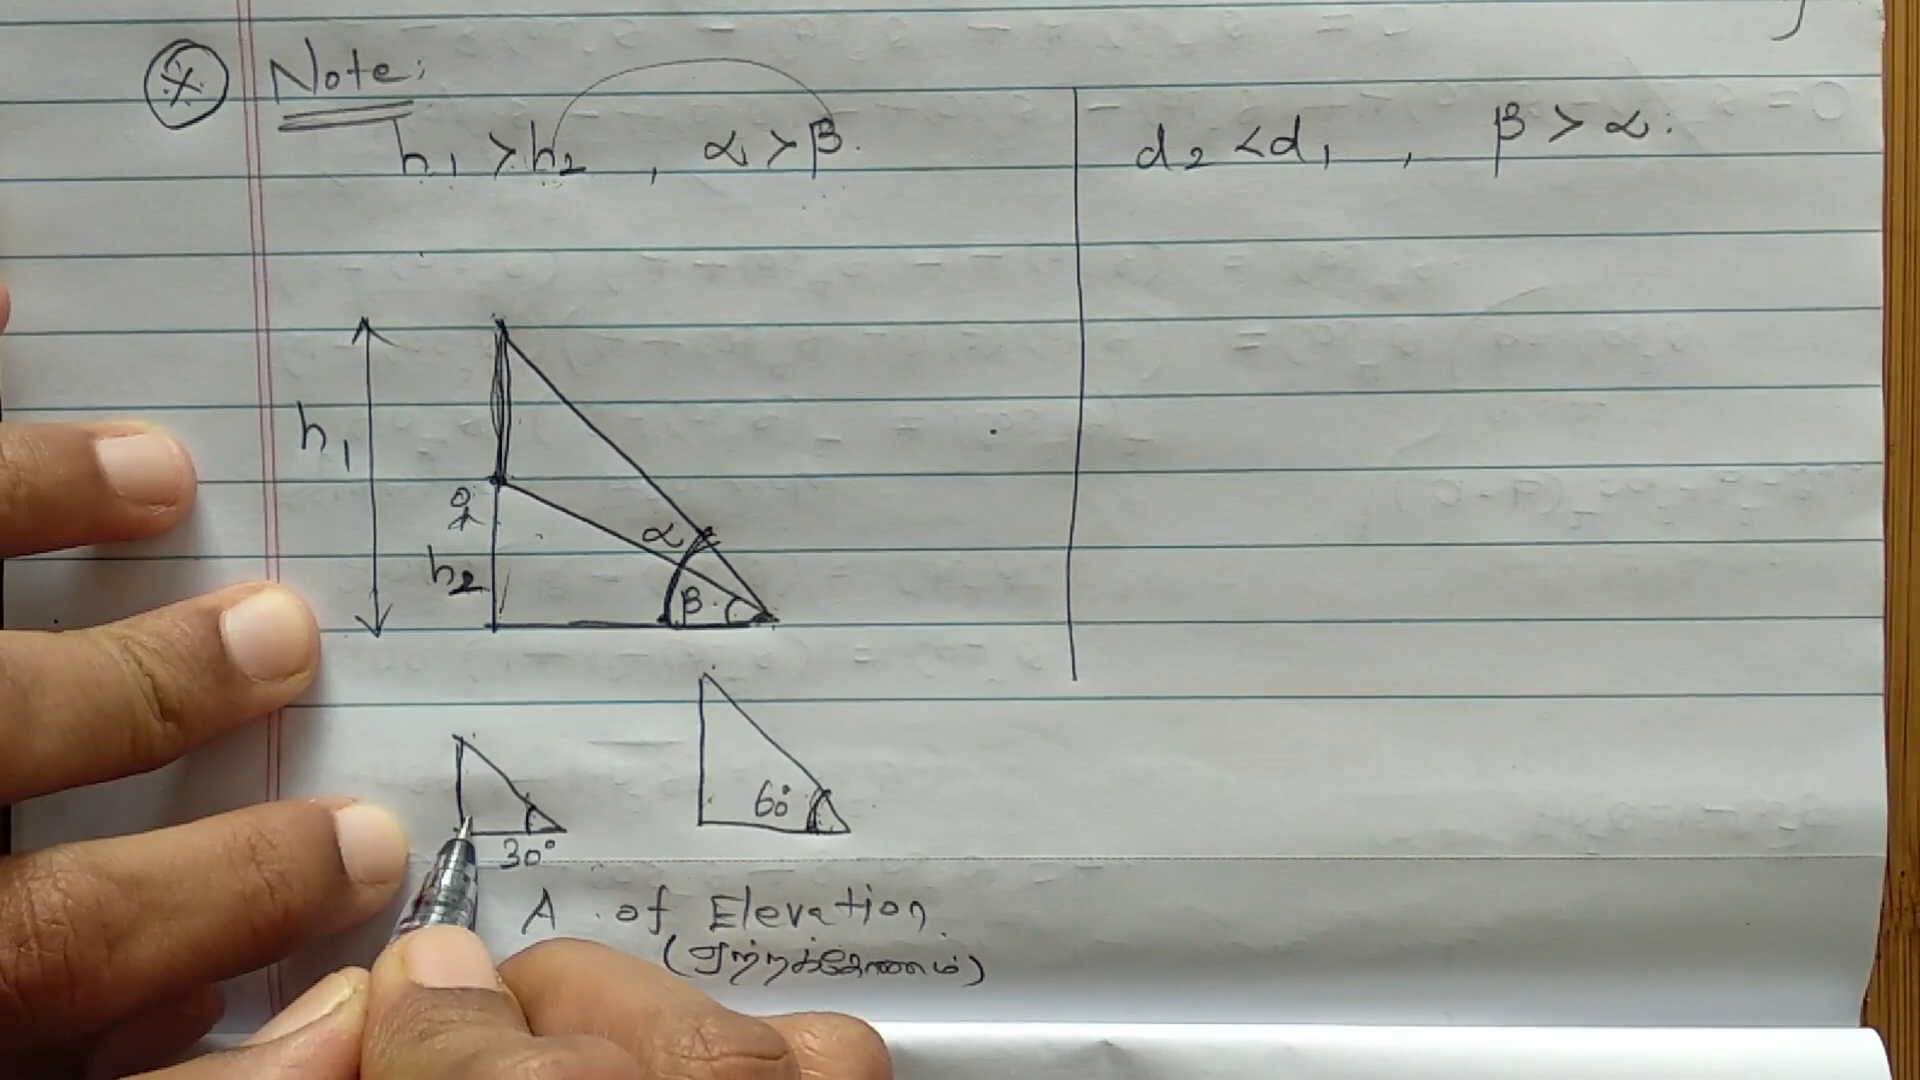 Note:
h₁ > h₂ , α > β.
d₂ < d₁ , β > α.
h₁
α
h₂
β
60°
30°
A. of Elevation.
(ஏற்றக்கோணம்)